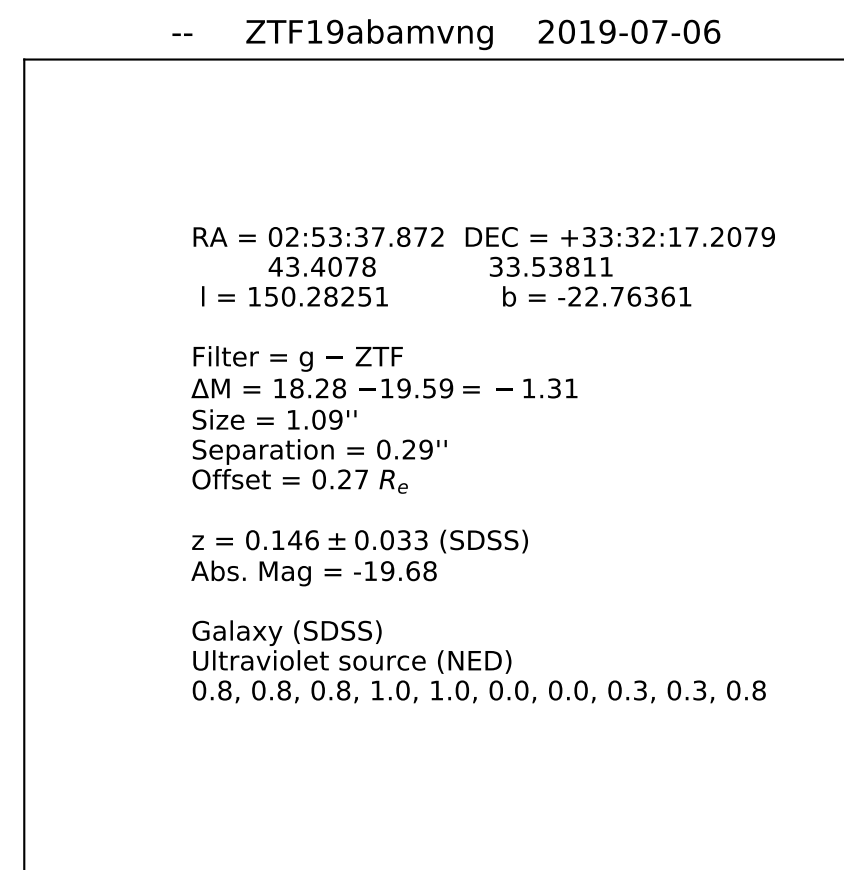 -- ZTF19abamvng 2019-07-06
RA = 02:53:37.872 DEC = +33:32:17.2079
43.4078 33.53811
l = 150.28251 b = -22.76361
Filter = g − ZTF
ΔM = 18.28 −19.59 = − 1.31
Size = 1.09''
Separation = 0.29''
Offset = 0.27 Rₑ
z = 0.146 ± 0.033 (SDSS)
Abs. Mag = -19.68
Galaxy (SDSS)
Ultraviolet source (NED)
0.8, 0.8, 0.8, 1.0, 1.0, 0.0, 0.0, 0.3, 0.3, 0.8